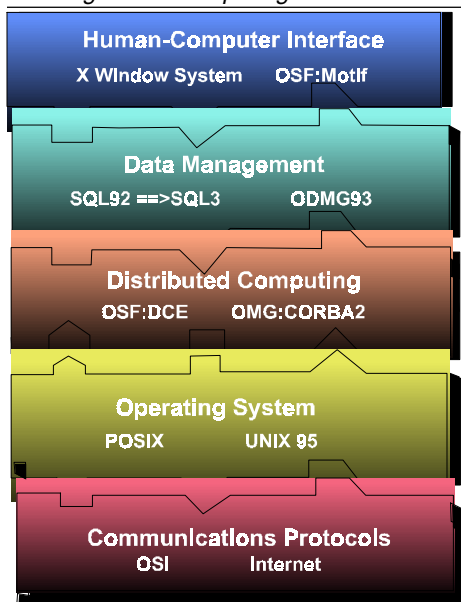 Human-Computer Interface
X Window System OSF:Motif
Data Management
SQL92 ==>SQL3 ODMG93
Distributed Computing
OSF:DCE OMG:CORBA2
Operating System
POSIX UNIX 95
Communications Protocols
OSI Internet